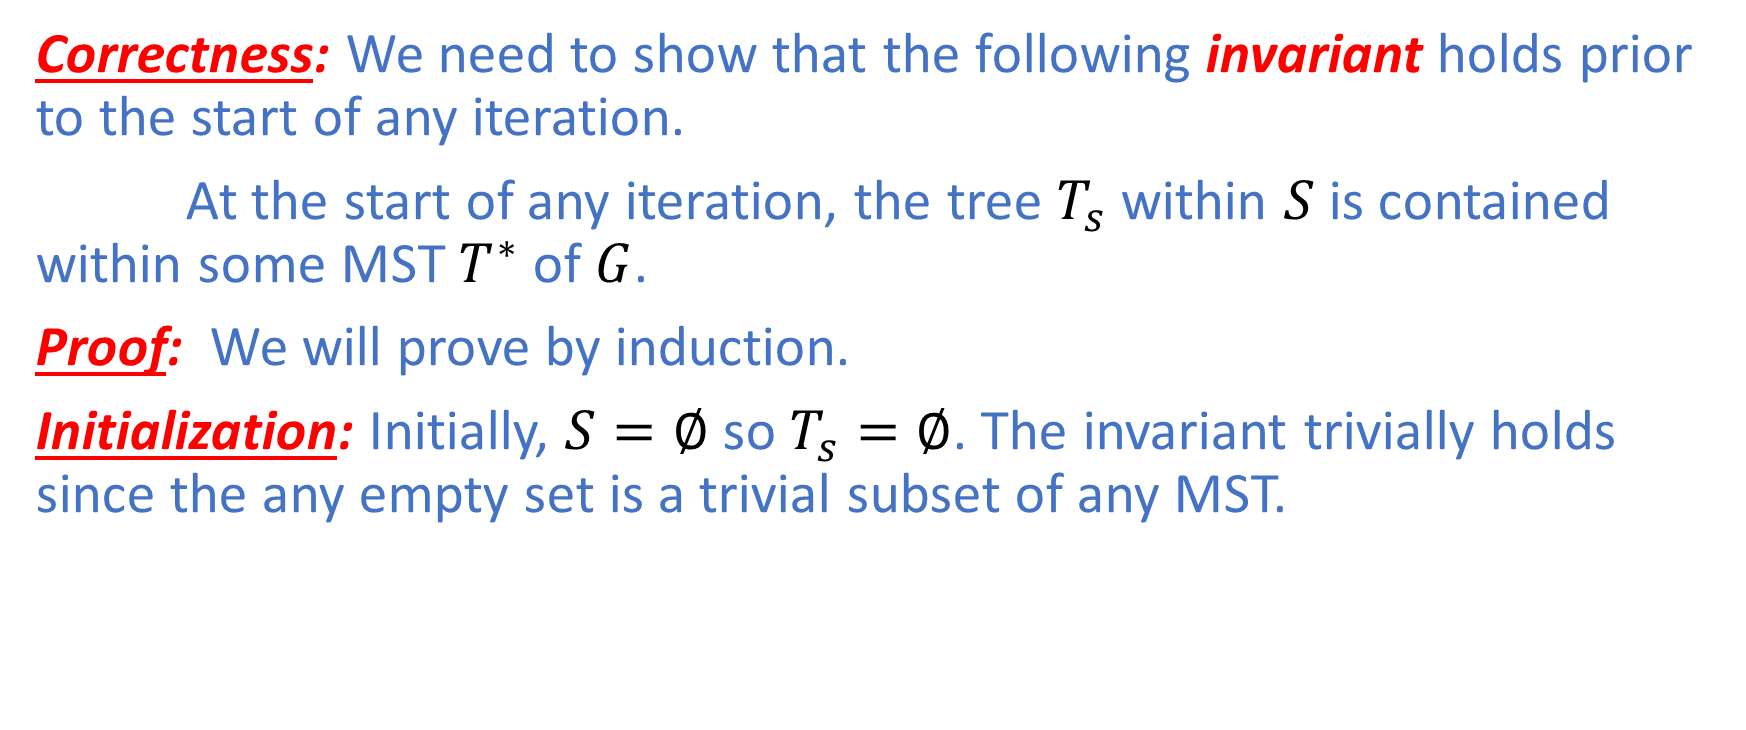 Correctness: We need to show that the following invariant holds prior
to the start of any iteration.
At the start of any iteration, the tree 𝑇ₛ within 𝑆 is contained
within some MST 𝑇* of 𝐺.
Proof: We will prove by induction.
Initialization: Initially, 𝑆 = ∅ so 𝑇ₛ = ∅. The invariant trivially holds
since the any empty set is a trivial subset of any MST.